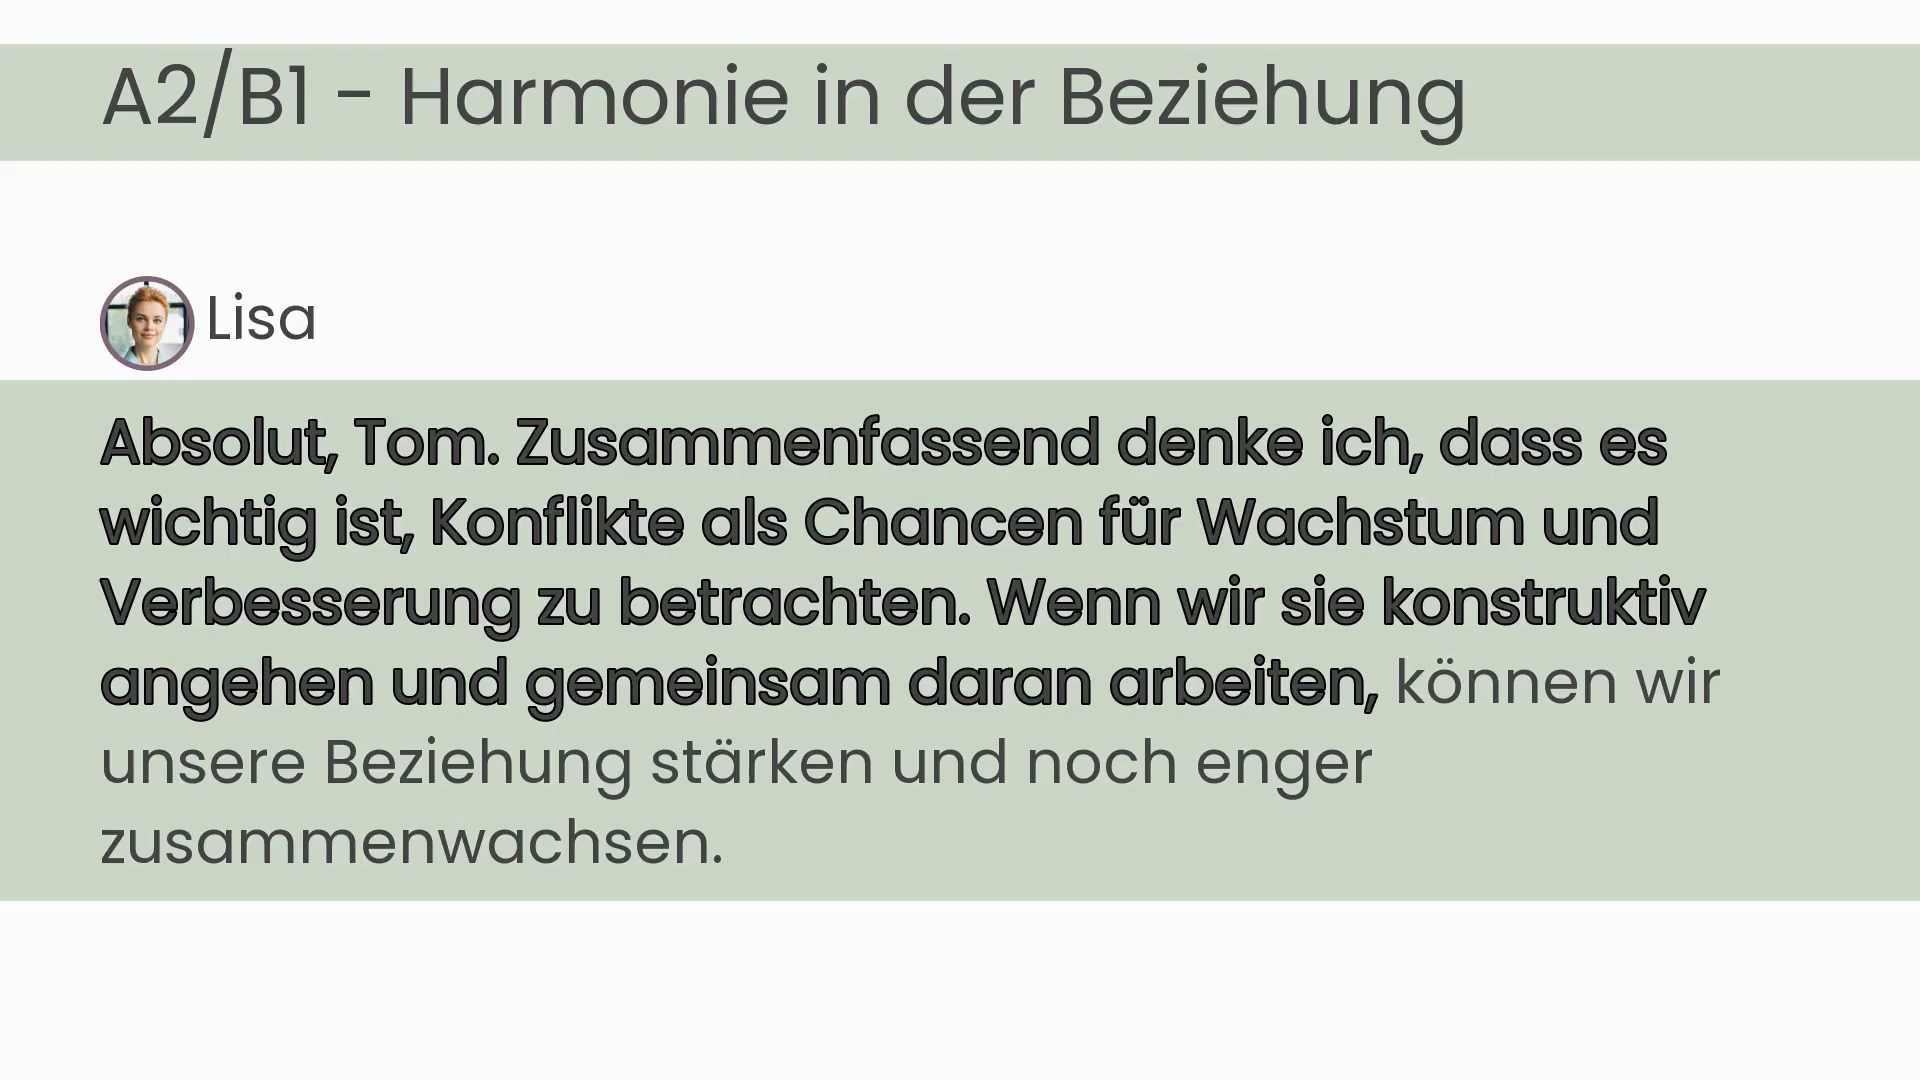 A2/B1 - Harmonie in der Beziehung
Lisa
Absolut, Tom. Zusammenfassend denke ich, dass es
wichtig ist, Konflikte als Chancen für Wachstum und
Verbesserung zu betrachten. Wenn wir sie konstruktiv
angehen und gemeinsam daran arbeiten, können wir
unsere Beziehung stärken und noch enger
zusammenwachsen.